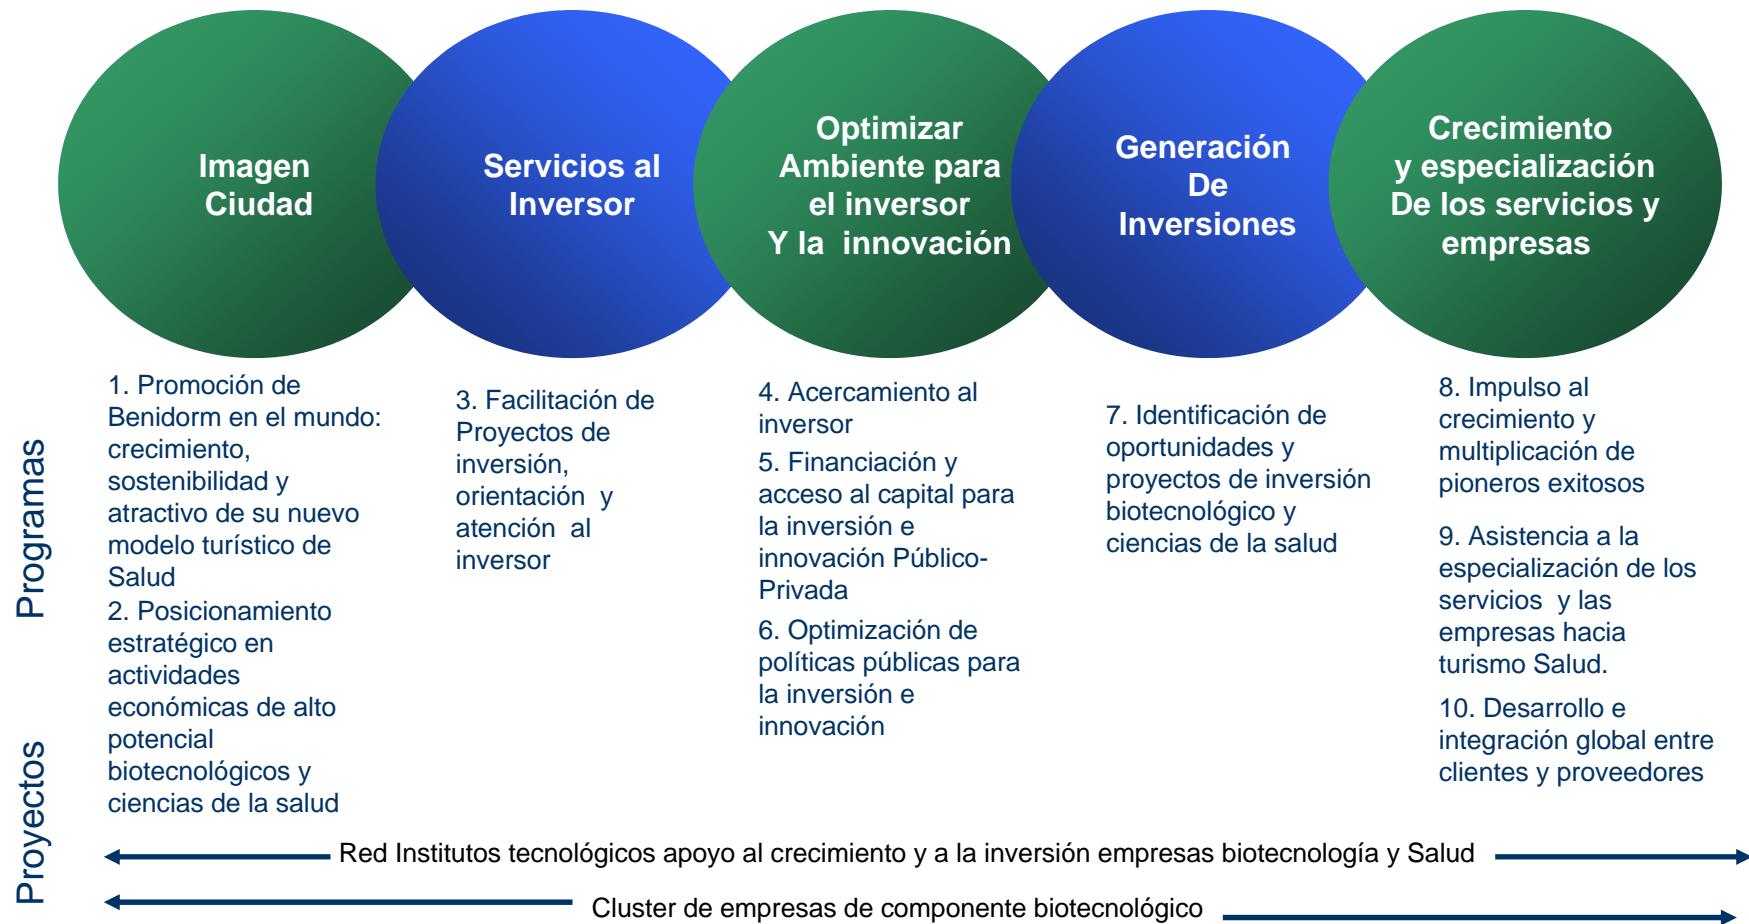 Imagen
Ciudad
Servicios al
Inversor
Optimizar
Ambiente para
el inversor
Y la innovación
Generación
De
Inversiones
Crecimiento
y especialización
De los servicios y
empresas
Programas
1. Promoción de
Benidorm en el mundo:
crecimiento,
sostenibilidad y
atractivo de su nuevo
modelo turístico de
Salud
2. Posicionamiento
estratégico en
actividades
económicas de alto
potencial
biotecnológicos y
ciencias de la salud
3. Facilitación de
Proyectos de
inversión,
orientación y
atención al
inversor
4. Acercamiento al
inversor
5. Financiación y
acceso al capital para
la inversión e
innovación Público-
Privada
6. Optimización de
políticas públicas para
la inversión e
innovación
7. Identificación de
oportunidades y
proyectos de inversión
biotecnológico y
ciencias de la salud
8. Impulso al
crecimiento y
multiplicación de
pioneros exitosos
9. Asistencia a la
especialización de los
servicios y las
empresas hacia
turismo Salud.
10. Desarrollo e
integración global entre
clientes y proveedores
Proyectos
Red Institutos tecnológicos apoyo al crecimiento y a la inversión empresas biotecnología y Salud
Cluster de empresas de componente biotecnológico